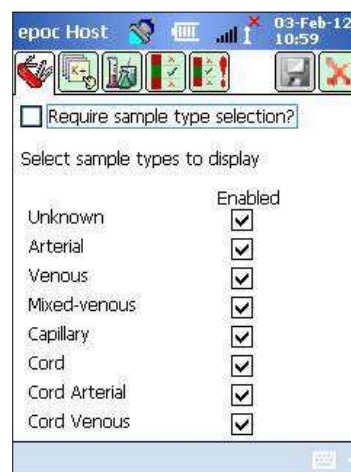 epoc Host 03-Feb-12
10:59
Require sample type selection?
Select sample types to display
Enabled
Unknown
Arterial
Venous
Mixed-venous
Capillary
Cord
Cord Arterial
Cord Venous